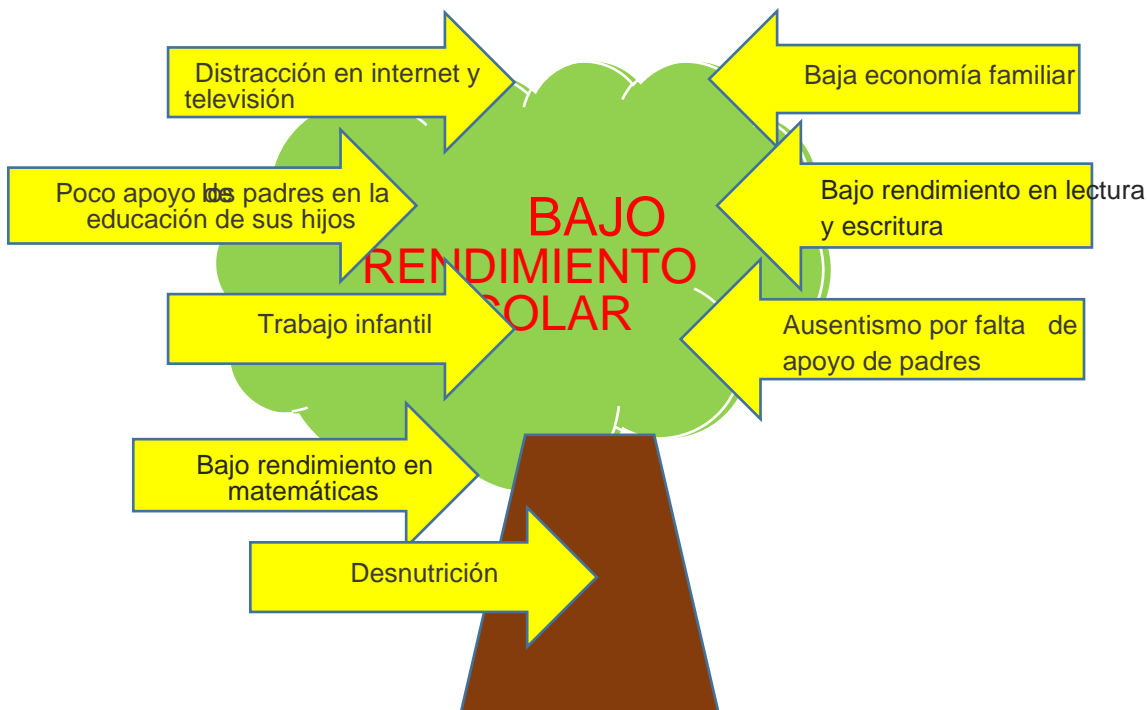 Distracción en internet y
televisión
Baja economía familiar
Poco apoyo de los padres en la
educación de sus hijos
Bajo rendimiento en lectura
y escritura
BAJO
RENDIMIENTO
COLAR
Trabajo infantil
Ausentismo por falta de
apoyo de padres
Bajo rendimiento en
matemáticas
Desnutrición